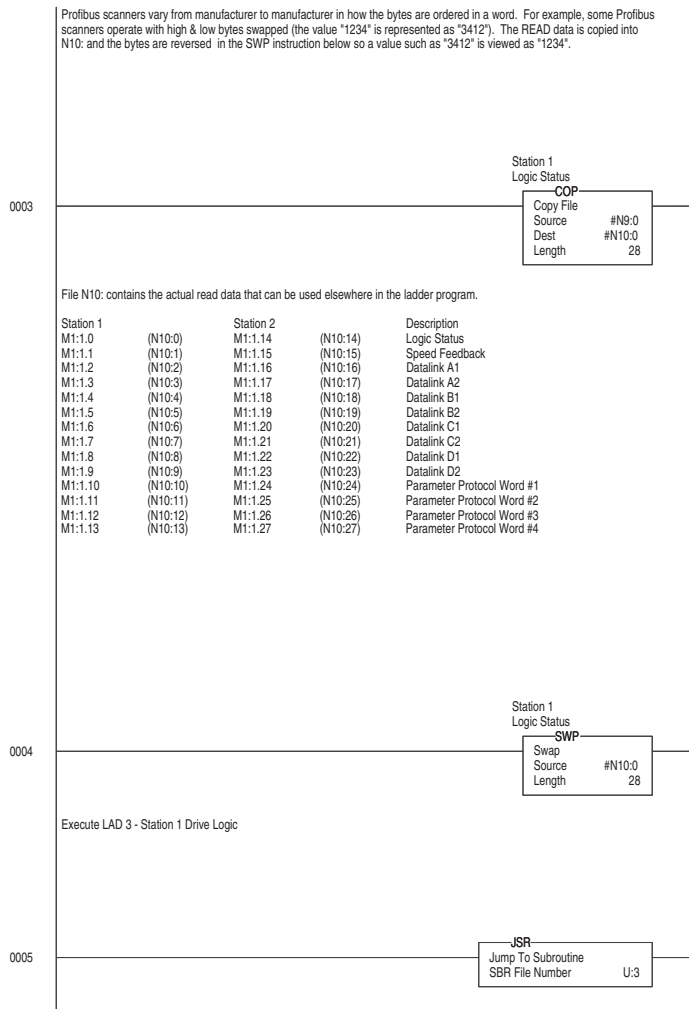 Profibus scanners vary from manufacturer to manufacturer in how the bytes are ordered in a word.  For example, some Profibus
scanners operate with high & low bytes swapped (the value "1234" is represented as "3412").  The READ data is copied into
N10: and the bytes are reversed  in the SWP instruction below so a value such as "3412" is viewed as "1234".
Station 1
Logic Status
COP
0003
Copy File
Source #N9:0
Dest #N10:0
Length 28
File N10: contains the actual read data that can be used elsewhere in the ladder program.
Station 1 Station 2 Description
M1:1.0 (N10:0) M1:1.14 (N10:14) Logic Status
M1:1.1 (N10:1) M1:1.15 (N10:15) Speed Feedback
M1:1.2 (N10:2) M1:1.16 (N10:16) Datalink A1
M1:1.3 (N10:3) M1:1.17 (N10:17) Datalink A2
M1:1.4 (N10:4) M1:1.18 (N10:18) Datalink B1
M1:1.5 (N10:5) M1:1.19 (N10:19) Datalink B2
M1:1.6 (N10:6) M1:1.20 (N10:20) Datalink C1
M1:1.7 (N10:7) M1:1.21 (N10:21) Datalink C2
M1:1.8 (N10:8) M1:1.22 (N10:22) Datalink D1
M1:1.9 (N10:9) M1:1.23 (N10:23) Datalink D2
M1:1.10 (N10:10) M1:1.24 (N10:24) Parameter Protocol Word #1
M1:1.11 (N10:11) M1:1.25 (N10:25) Parameter Protocol Word #2
M1:1.12 (N10:12) M1:1.26 (N10:26) Parameter Protocol Word #3
M1:1.13 (N10:13) M1:1.27 (N10:27) Parameter Protocol Word #4
Station 1
Logic Status
SWP
0004
Swap
Source #N10:0
Length 28
Execute LAD 3 - Station 1 Drive Logic
JSR
0005
Jump To Subroutine
SBR File Number U:3